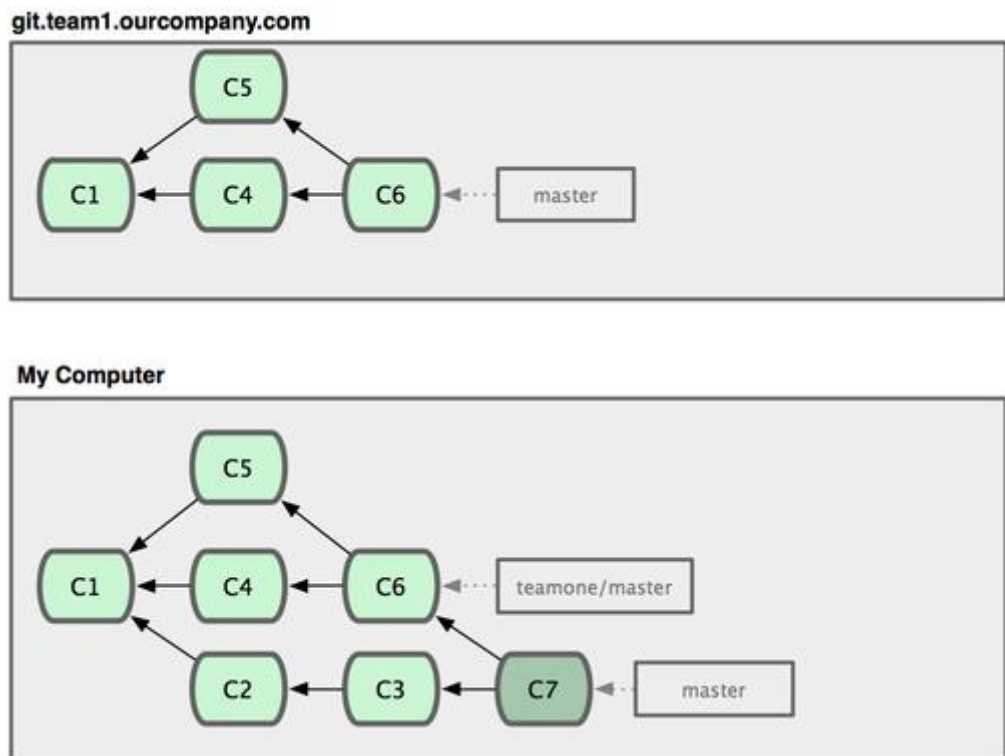 git.team1.ourcompany.com
C5
C1 C4 C6 master
My Computer
C5
C1 C4 C6 teamone/master
C2 C3 C7 master